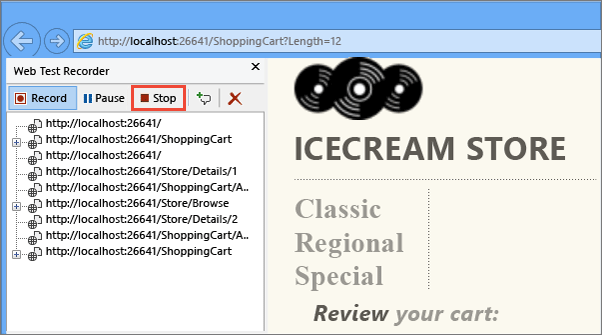 http://localhost:26641/ShoppingCart?Length=12
Web Test Recorder
Record Pause Stop
http://localhost:26641/
http://localhost:26641/ShoppingCart
http://localhost:26641/
http://localhost:26641/Store/Details/1
http://localhost:26641/ShoppingCart/A..
http://localhost:26641/Store/Browse
http://localhost:26641/Store/Details/2
http://localhost:26641/ShoppingCart/A..
http://localhost:26641/ShoppingCart
ICECREAM STORE
Classic
Regional
Special
Review your cart: